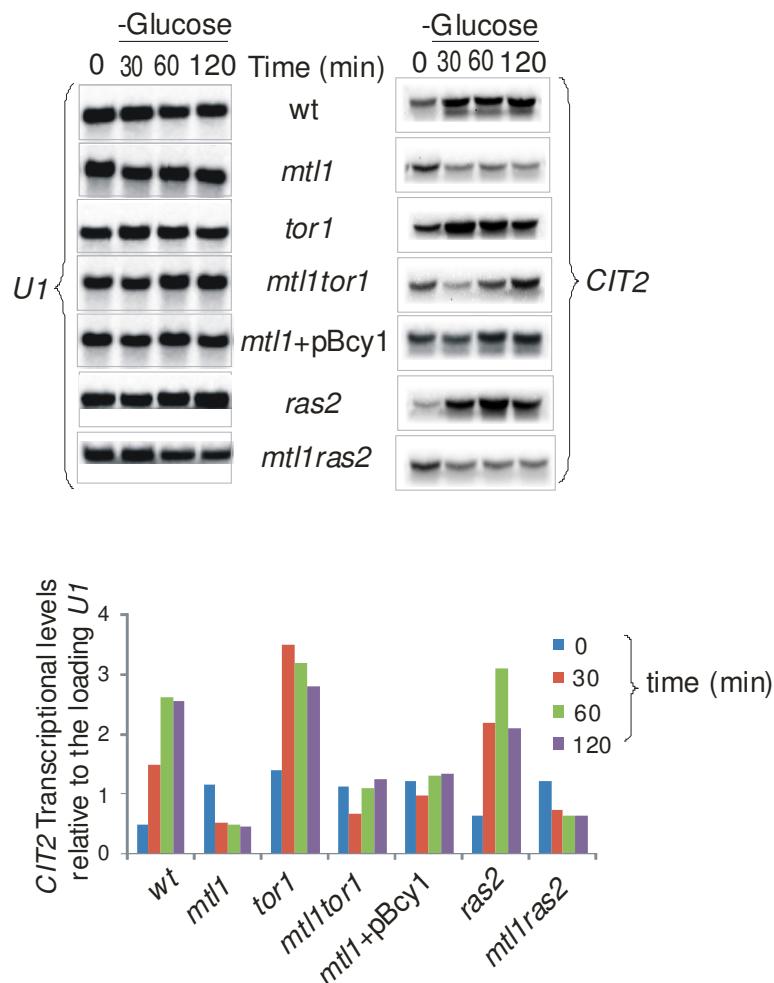 -Glucose
0 30 60 120
Time (min)
-Glucose
0 30 60 120
U1
wt
mtl1
tor1
mtl1tor1
mtl1+pBcy1
ras2
mtl1ras2
CIT2
CIT2 Transcriptional levels
relative to the loading U1
4
3
2
1
0
wt
mtl1
tor1
mtl1tor1
mtl1+pBcy1
ras2
mtl1ras2
0
30
60
120
time (min)